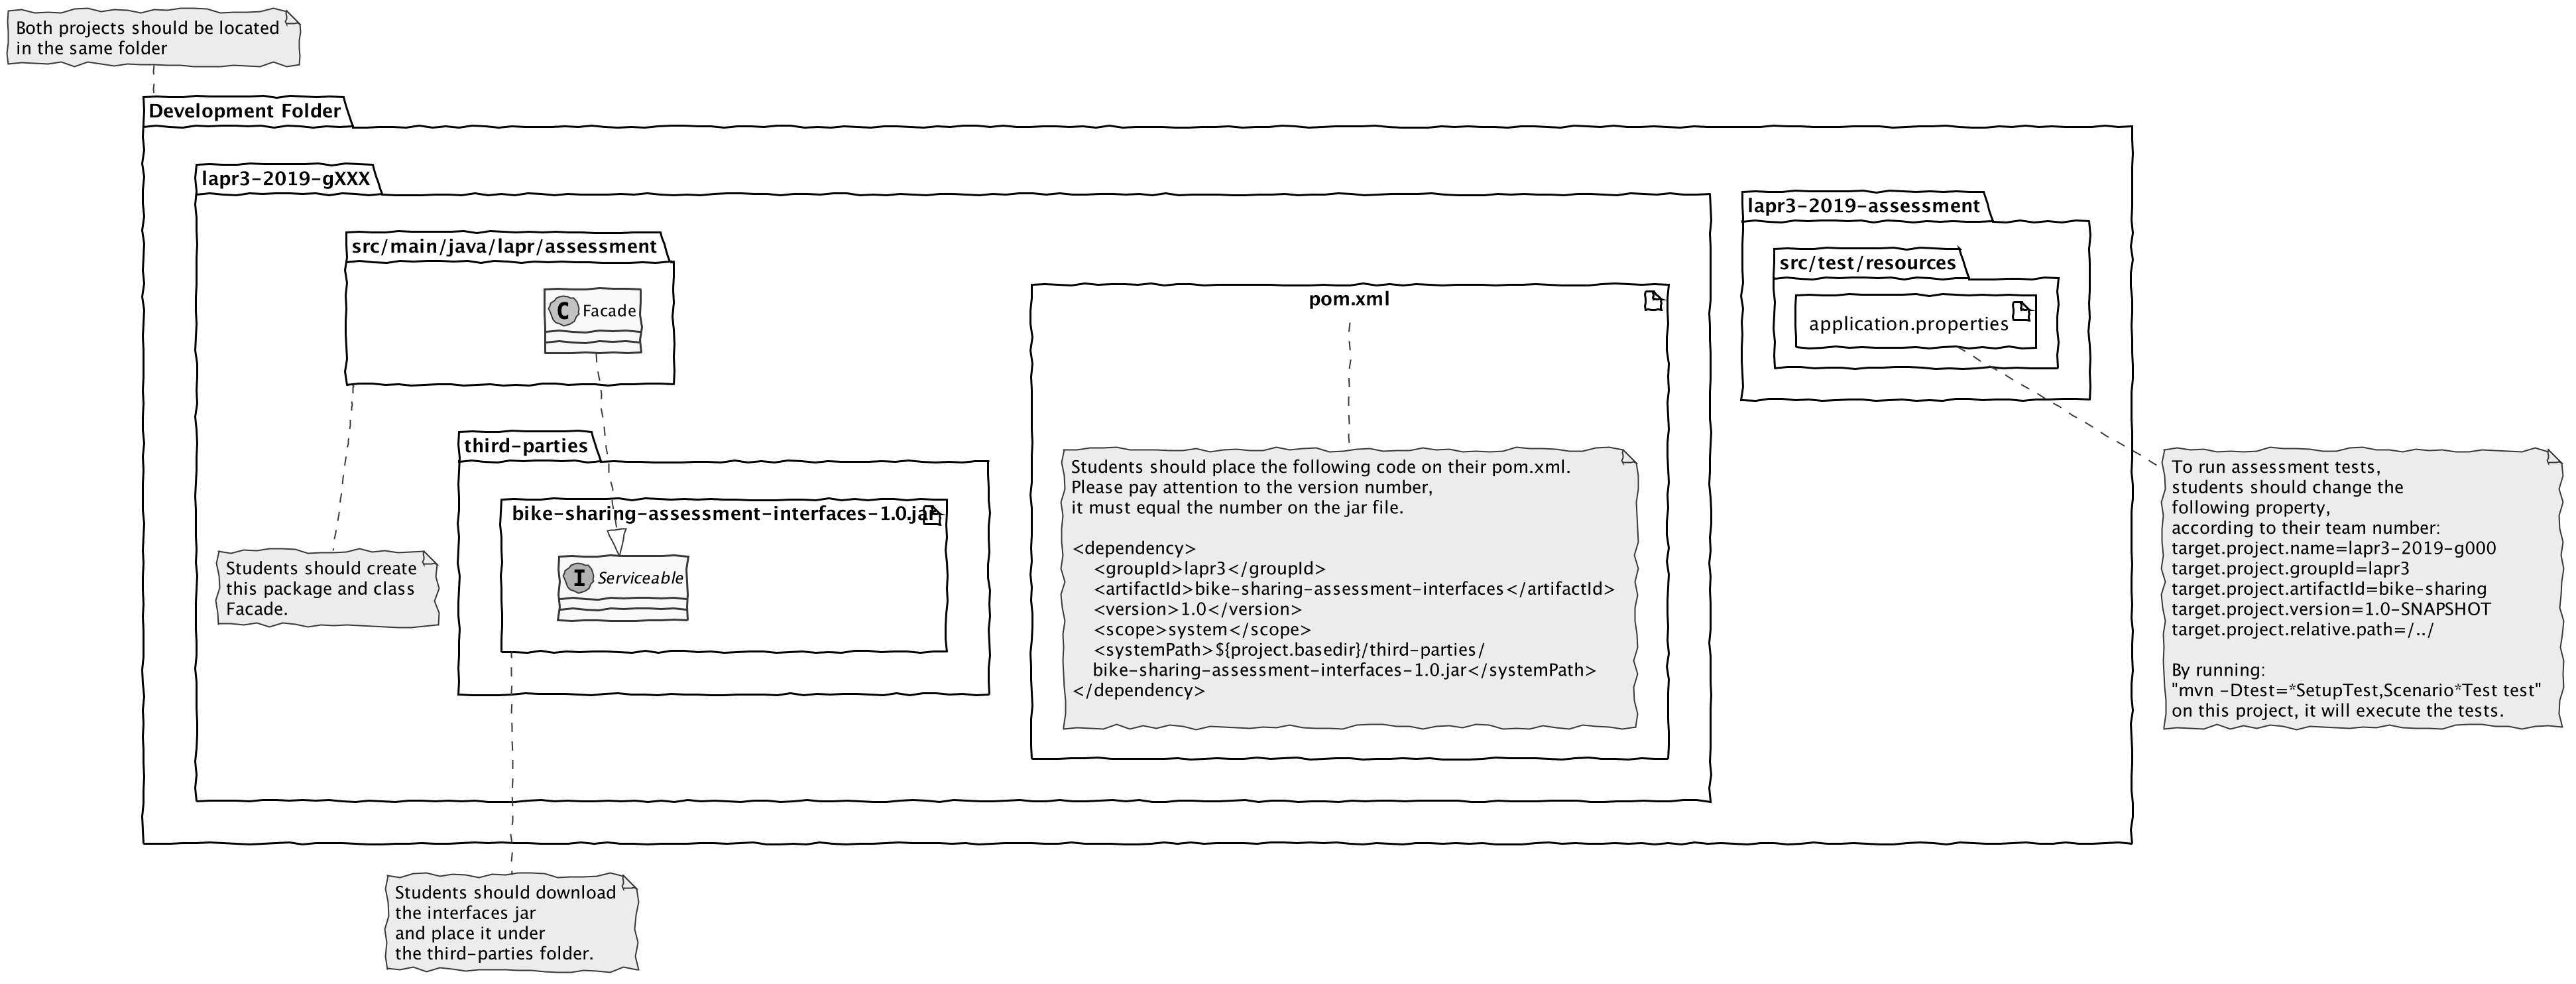 Both projects should be located
in the same folder
Development Folder
lapr3-2019-gXXX
src/main/java/lapr/assessment
C Facade
Students should create
this package and class
Facade.
third-parties
bike-sharing-assessment-interfaces-1.0.jar
I Serviceable
Students should download
the interfaces jar
and place it under
the third-parties folder.
pom.xml
Students should place the following code on their pom.xml.
Please pay attention to the version number,
it must equal the number on the jar file.
<dependency>
    <groupId>lapr3</groupId>
    <artifactId>bike-sharing-assessment-interfaces</artifactId>
    <version>1.0</version>
    <scope>system</scope>
    <systemPath>${project.basedir}/third-parties/
    bike-sharing-assessment-interfaces-1.0.jar</systemPath>
</dependency>
lapr3-2019-assessment
src/test/resources
application.properties
To run assessment tests,
students should change the
following property,
according to their team number:
target.project.name=lapr3-2019-g000
target.project.groupId=lapr3
target.project.artifactId=bike-sharing
target.project.version=1.0-SNAPSHOT
target.project.relative.path=/../
By running:
"mvn -Dtest=*SetupTest,Scenario*Test test"
on this project, it will execute the tests.